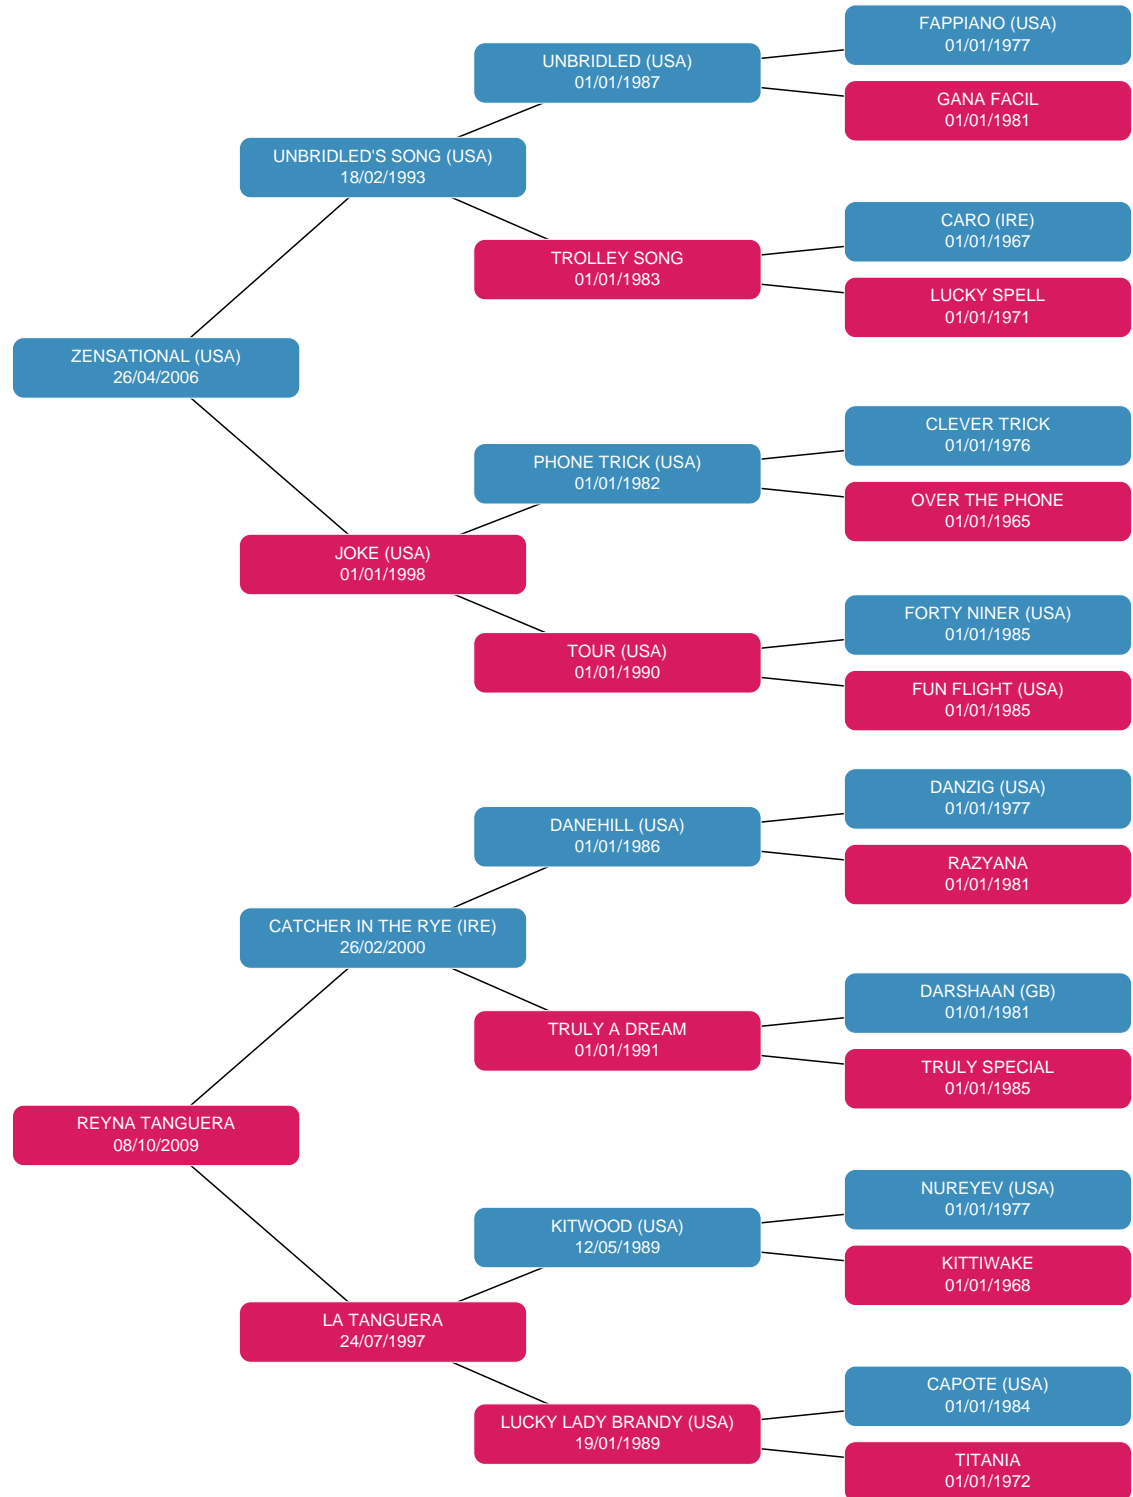 FAPPIANO (USA)
01/01/1977
UNBRIDLED (USA)
01/01/1987
GANA FACIL
01/01/1981
UNBRIDLED'S SONG (USA)
18/02/1993
CARO (IRE)
01/01/1967
TROLLEY SONG
01/01/1983
LUCKY SPELL
01/01/1971
ZENSATIONAL (USA)
26/04/2006
CLEVER TRICK
01/01/1976
PHONE TRICK (USA)
01/01/1982
OVER THE PHONE
01/01/1965
JOKE (USA)
01/01/1998
FORTY NINER (USA)
01/01/1985
TOUR (USA)
01/01/1990
FUN FLIGHT (USA)
01/01/1985
DANZIG (USA)
01/01/1977
DANEHILL (USA)
01/01/1986
RAZYANA
01/01/1981
CATCHER IN THE RYE (IRE)
26/02/2000
DARSHAAN (GB)
01/01/1981
TRULY A DREAM
01/01/1991
TRULY SPECIAL
01/01/1985
REYNA TANGUERA
08/10/2009
NUREYEV (USA)
01/01/1977
KITWOOD (USA)
12/05/1989
KITTIWAKE
01/01/1968
LA TANGUERA
24/07/1997
CAPOTE (USA)
01/01/1984
LUCKY LADY BRANDY (USA)
19/01/1989
TITANIA
01/01/1972